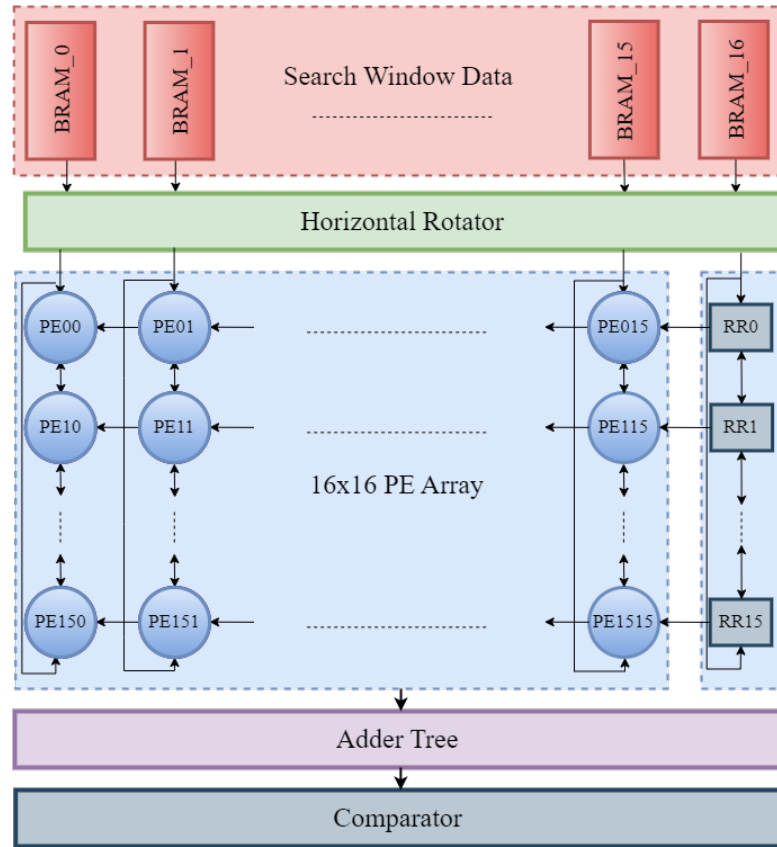 BRAM_0
BRAM_1
Search Window Data
BRAM_15
BRAM_16
Horizontal Rotator
PE00
PE01
PE015
RR0
PE10
PE11
PE115
RR1
16x16 PE Array
PE150
PE151
PE1515
RR15
Adder Tree
Comparator